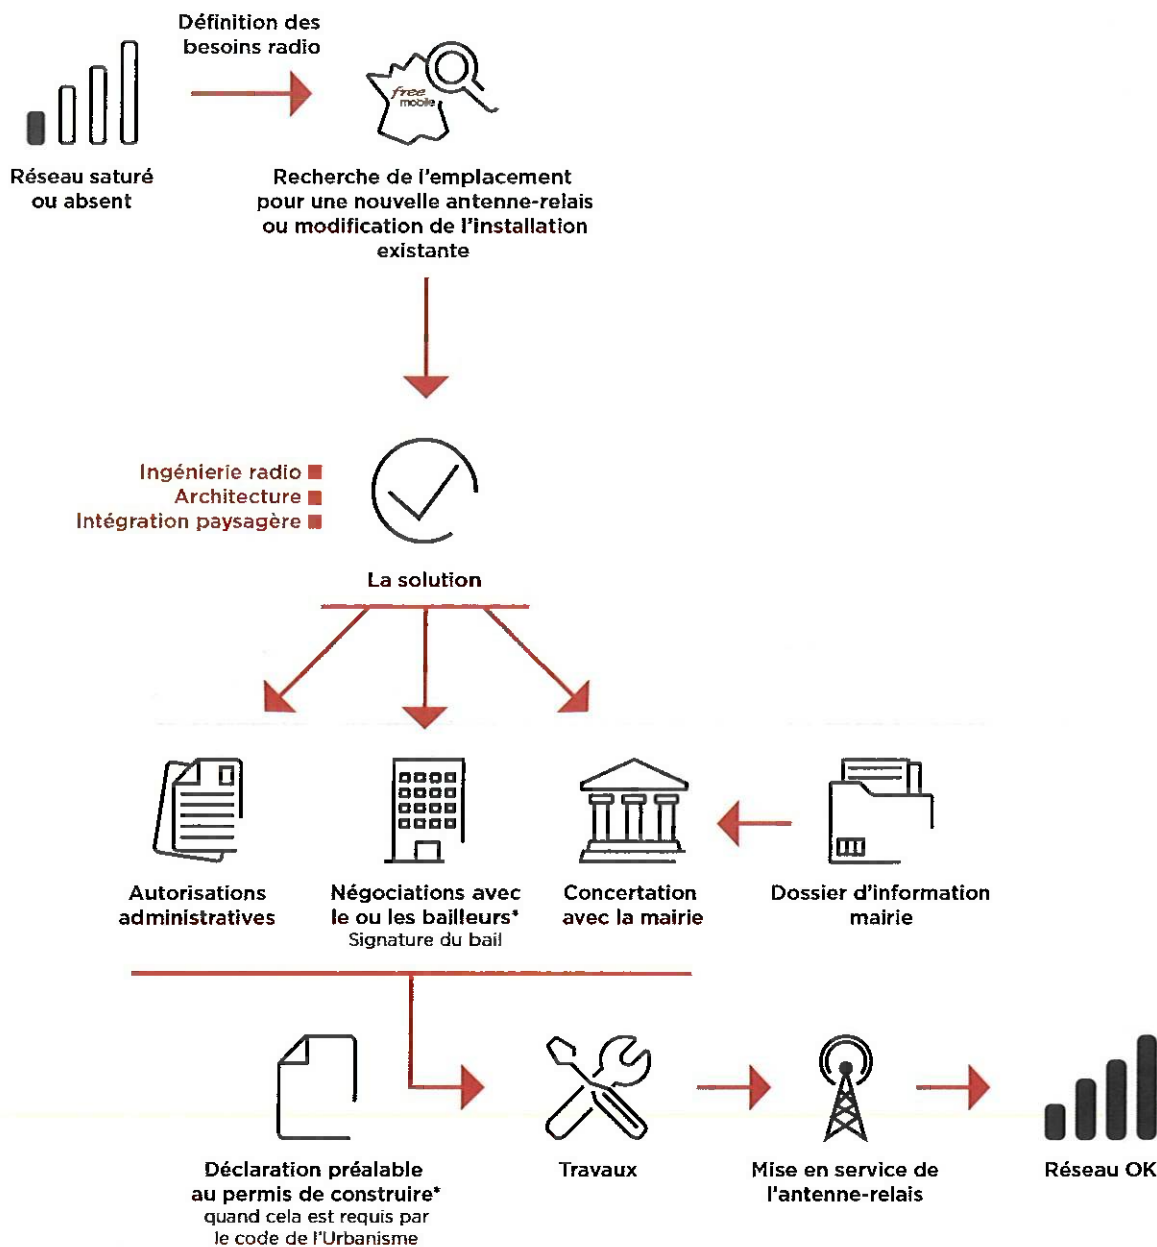 Définition des
besoins radio
free
mobile
Réseau saturé
ou absent
Recherche de l'emplacement
pour une nouvelle antenne-relais
ou modification de l'installation
existante
Ingénierie radio
Architecture
Intégration paysagère
La solution
Autorisations
administratives
Négociations avec
le ou les bailleurs*
Signature du bail
Concertation
avec la mairie
Dossier d'information
mairie
Déclaration préalable
au permis de construire*
quand cela est requis par
le code de l'Urbanisme
Travaux
Mise en service de
l'antenne-relais
Réseau OK